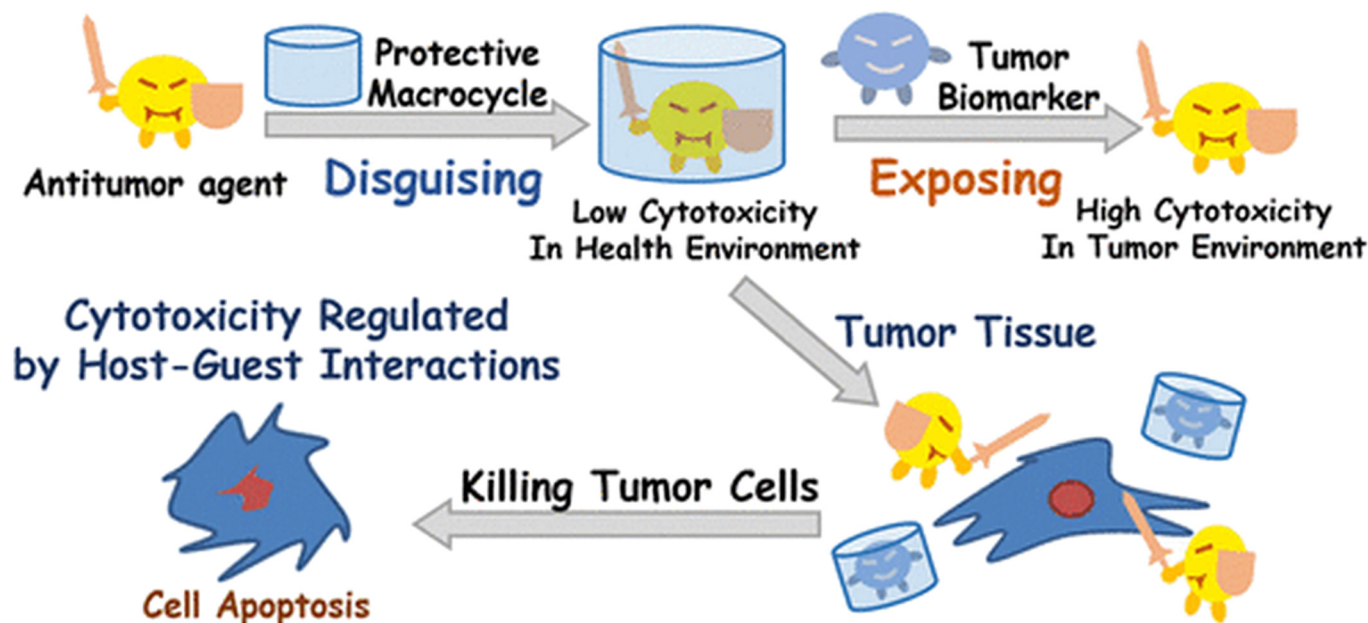 Protective
Macrocycle
Tumor
Biomarker
Antitumor agent
Disguising
Exposing
Low Cytotoxicity
In Health Environment
High Cytotoxicity
In Tumor Environment
Cytotoxicity Regulated
by Host-Guest Interactions
Tumor Tissue
Killing Tumor Cells
Cell Apoptosis